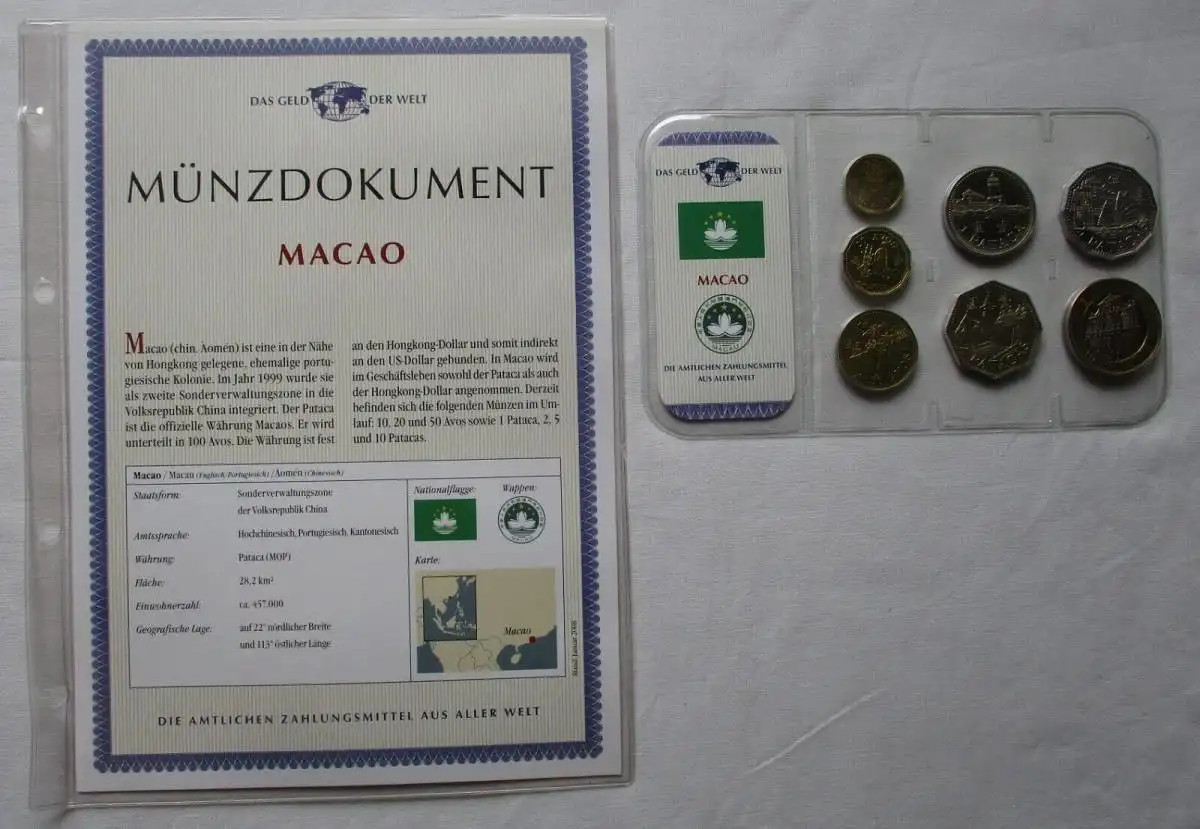 DAS GELD DER WELT
MÜNZDOKUMENT
MACAO
Macao (chin. Aomen) ist eine in der Nähe
von Hongkong gelegene, ehemalige portu-
giesische Kolonie. Im Jahr 1999 wurde sie
als zweite Sonderverwaltungszone in die
Volksrepublik China integriert. Der Pataca
ist die offizielle Währung Macaos. Er wird
unterteilt in 100 Avos. Die Währung ist fest
an den Hongkong-Dollar und somit indirekt
an den US-Dollar gebunden. In Macao wird
im Geschäftsleben sowohl der Pataca als auch
der Hongkong-Dollar angenommen. Derzeit
befinden sich die folgenden Münzen im Um-
lauf: 10, 20 und 50 Avos sowie 1 Pataca, 2, 5
und 10 Patacas.
Macao / Macau (Englisch, Portugiesisch) / Aomen (Chinesisch)
Staatsform: Sonderverwaltungszone
der Volksrepublik China
Amtssprache: Hochchinesisch, Portugiesisch, Kantonesisch
Währung: Pataca (MOP)
Fläche: 28,2 km²
Einwohnerzahl: ca. 457.000
Geografische Lage: auf 22° nördlicher Breite
und 113° östlicher Länge
Nationalflagge: Wappen:
MACAU
Karte:
Macao
Stand: Januar 2008
DIE AMTLICHEN ZAHLUNGSMITTEL AUS ALLER WELT
DAS GELD DER WELT
MACAO
MACAU
DIE AMTLICHEN ZAHLUNGSMITTEL
AUS ALLER WELT
1 PATACA